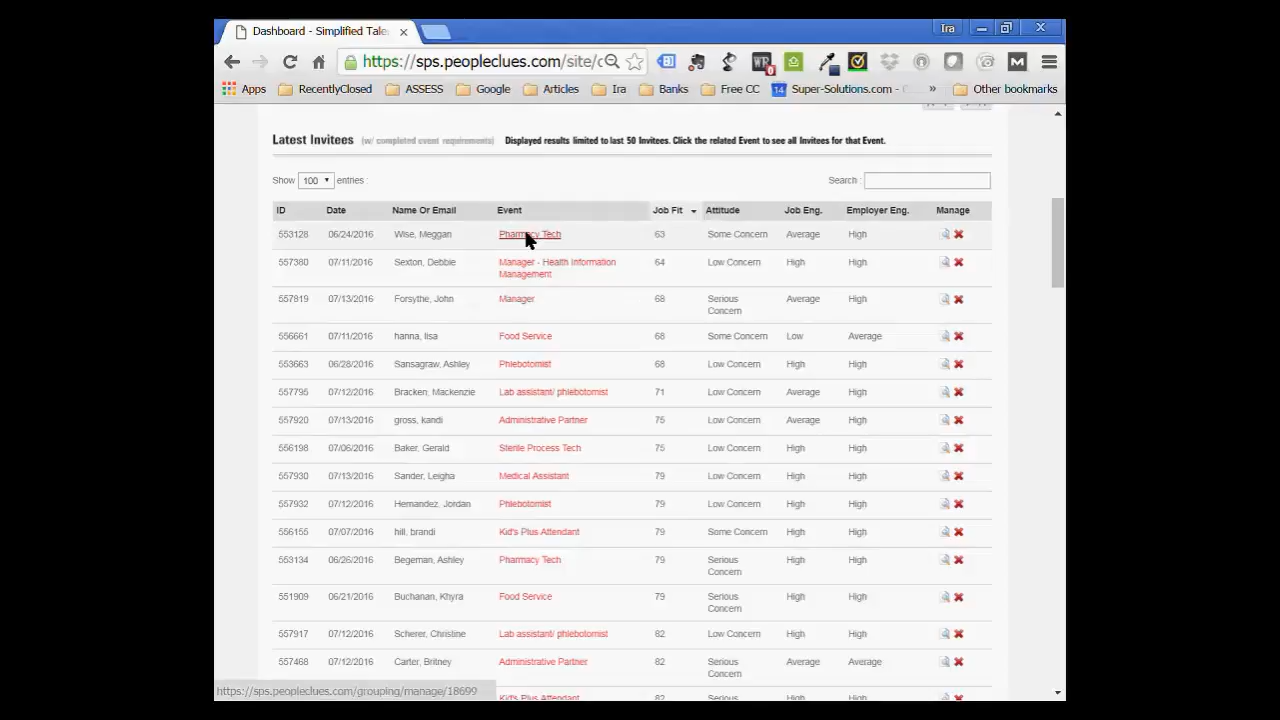 Dashboard - Simplified Tale
Ira
https://sps.peopleclues.com/site/c
Apps RecentlyClosed ASSESS Google Articles Ira Banks Free CC 14 Super-Solutions.com - » Other bookmarks
Latest Invitees (w/ completed event requirements) Displayed results limited to last 50 Invitees. Click the related Event to see all Invitees for that Event.
Show 100 entries : Search :
ID Date Name Or Email Event Job Fit Attitude Job Eng. Employer Eng. Manage
553128 06/24/2016 Wise, Meggan Pharmacy Tech 63 Some Concern Average High
557380 07/11/2016 Sexton, Debbie Manager - Health Information 64 Low Concern High High
Management
557819 07/13/2016 Forsythe, John Manager 68 Serious Average High
Concern
556661 07/11/2016 hanna, lisa Food Service 68 Some Concern Low Average
553663 06/28/2016 Sansagraw, Ashley Phlebotomist 68 Low Concern High High
557795 07/12/2016 Bracken, Mackenzie Lab assistant/ phlebotomist 71 Low Concern Average High
557920 07/13/2016 gross, kandi Administrative Partner 75 Low Concern Average High
556198 07/06/2016 Baker, Gerald Sterile Process Tech 75 Low Concern High High
557930 07/13/2016 Sander, Leigha Medical Assistant 79 Low Concern High High
557932 07/12/2016 Hernandez, Jordan Phlebotomist 79 Low Concern High High
556155 07/07/2016 hill, brandi Kid's Plus Attendant 79 Some Concern High High
553134 06/26/2016 Begeman, Ashley Pharmacy Tech 79 Serious High High
Concern
551909 06/21/2016 Buchanan, Khyra Food Service 79 Serious High High
Concern
557917 07/12/2016 Scherer, Christine Lab assistant/ phlebotomist 82 Low Concern High High
557468 07/12/2016 Carter, Britney Administrative Partner 82 Serious Average Average
Concern
https://sps.peopleclues.com/grouping/manage/18699 Kid's Plus Attendant 82 Serious High High